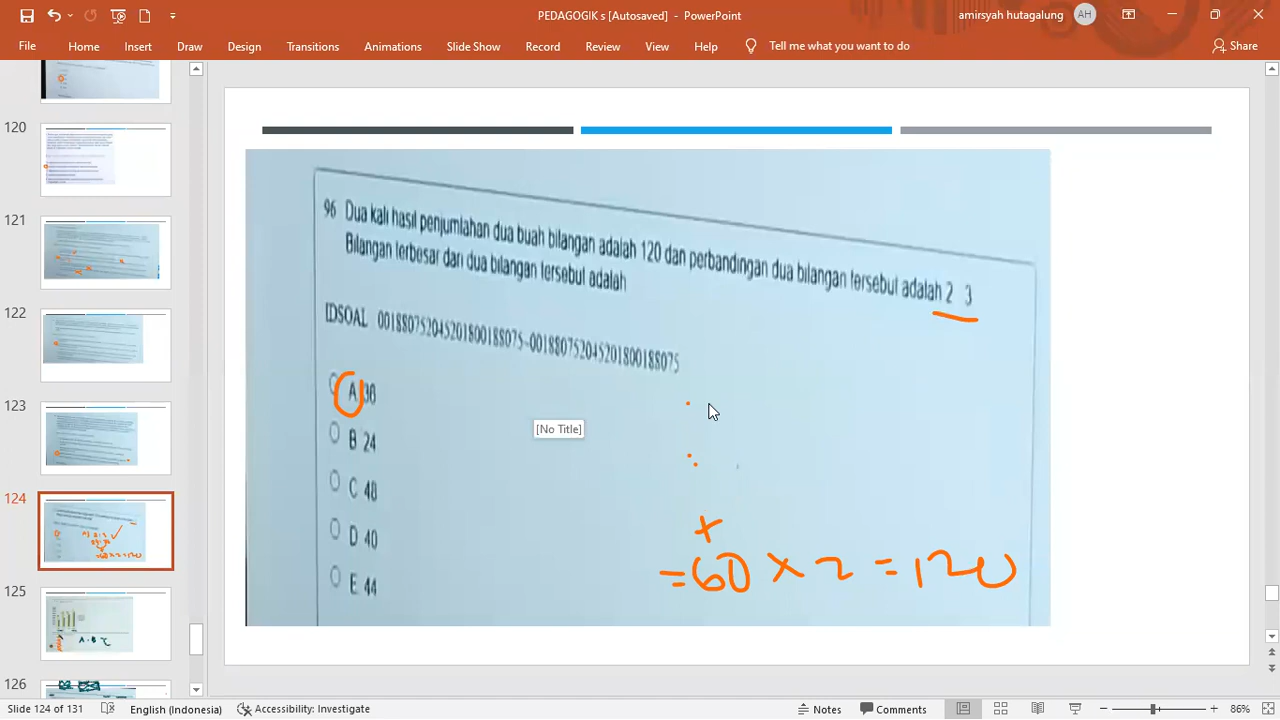 PEDAGOGIK s [Autosaved] - PowerPoint
amirsyah hutagalung AH
File Home Insert Draw Design Transitions Animations Slide Show Record Review View Help Tell me what you want to do Share
120
121
122
123
124
125
126
96 Dua kali hasil penjumlahan dua buah bilangan adalah 120 dan perbandingan dua bilangan tersebut adalah 2 3
Bilangan terbesar dari dua bilangan tersebut adalah
IDSOAL 001880752045201800188075-001880752045201800188075
A 36
B 24
[No Title]
C 48
D 40
E 44
+
=60 x 2 = 120
Slide 124 of 131 English (Indonesia) Accessibility: Investigate Notes Comments 86%